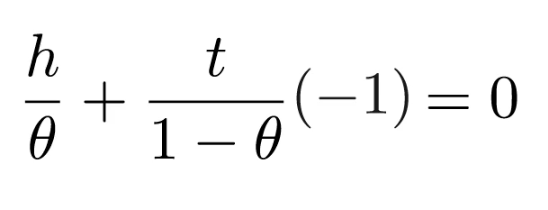 h/θ + t/(1 − θ) (−1) = 0